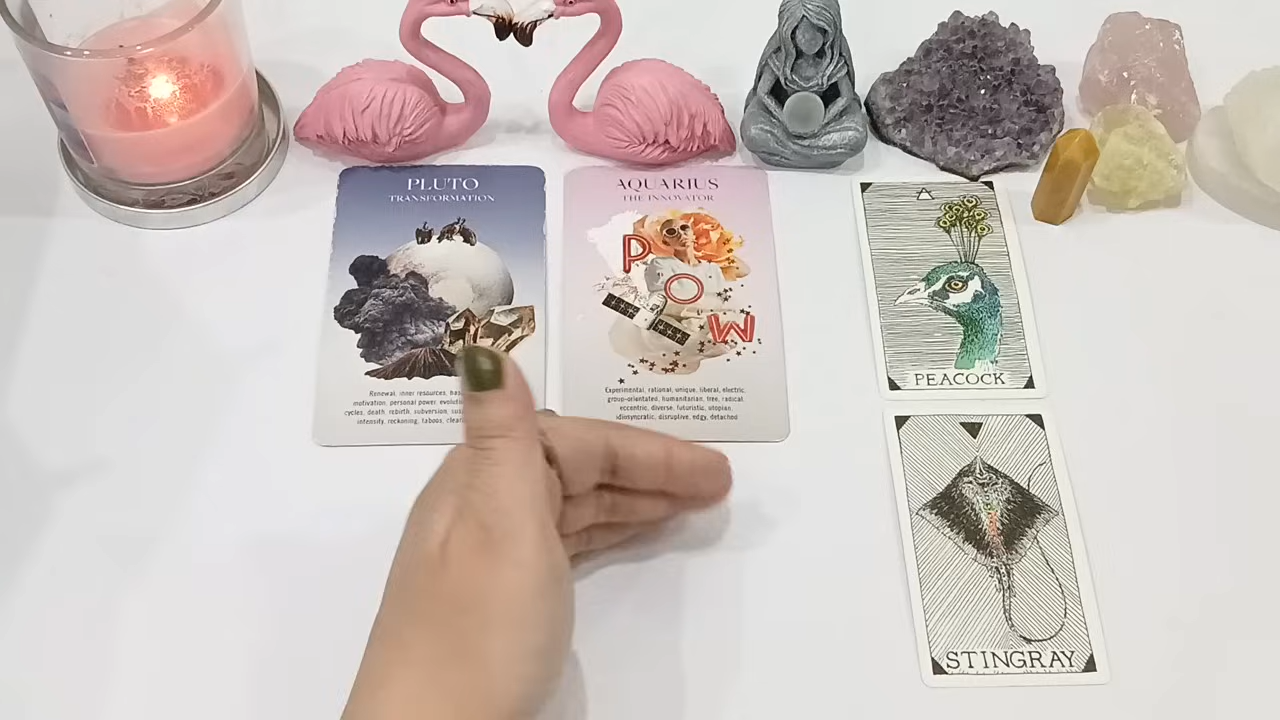 PLUTO
TRANSFORMATION
Renewal, inner resources,
motivation, personal power,
cycles, death, rebirth, subversion,
intensity, reckoning, taboos,
AQUARIUS
THE INNOVATOR
POW
Experimental, rational, unique, liberal, electric,
group-orientated, humanitarian, free, radical,
eccentric, diverse, futuristic, utopian,
idiosyncratic, disruptive, edgy, detached
PEACOCK
STINGRAY